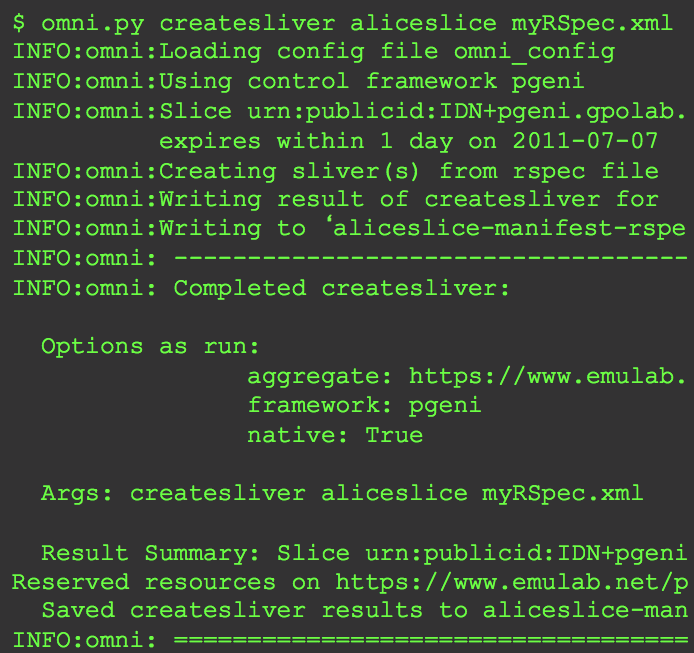 $ omni.py createsliver aliceslice myRSpec.xml
INFO:omni:Loading config file omni_config
INFO:omni:Using control framework pgeni
INFO:omni:Slice urn:publicid:IDN+pgeni.gpolab.
expires within 1 day on 2011-07-07
INFO:omni:Creating sliver(s) from rspec file
INFO:omni:Writing result of createsliver for
INFO:omni:Writing to ‘aliceslice-manifest-rspe
INFO:omni: -----------------------------------
INFO:omni: Completed createsliver:
Options as run:
aggregate: https://www.emulab.
framework: pgeni
native: True
Args: createsliver aliceslice myRSpec.xml
Result Summary: Slice urn:publicid:IDN+pgeni
Reserved resources on https://www.emulab.net/p
Saved createsliver results to aliceslice-man
INFO:omni: ===================================